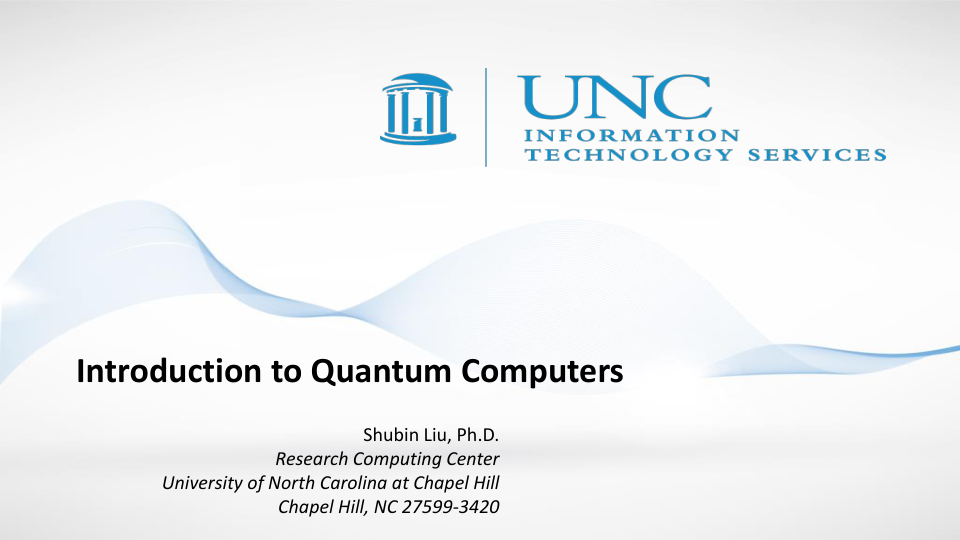 UNC
INFORMATION
TECHNOLOGY SERVICES
Introduction to Quantum Computers
Shubin Liu, Ph.D.
Research Computing Center
University of North Carolina at Chapel Hill
Chapel Hill, NC 27599-3420